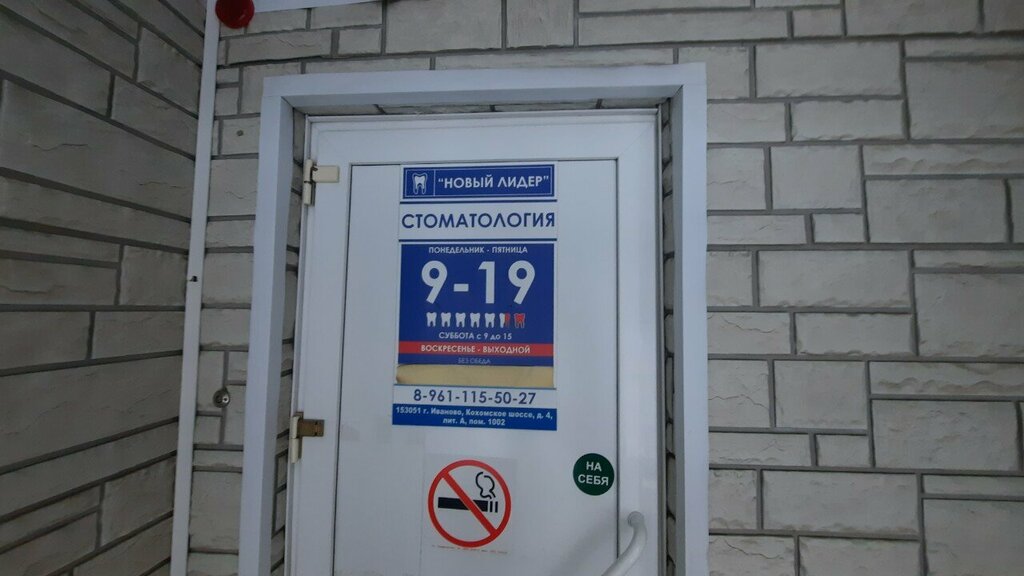 "НОВЫЙ ЛИДЕР"
СТОМАТОЛОГИЯ
ПОНЕДЕЛЬНИК - ПЯТНИЦА
9-19
СУББОТА с 9 до 15
ВОСКРЕСЕНЬЕ - ВЫХОДНОЙ
БЕЗ ОБЕДА
8-961-115-50-27
153051 г. Иваново, Кохомское шоссе, д. 4,
лит. А, пом. 1002
НА
СЕБЯ